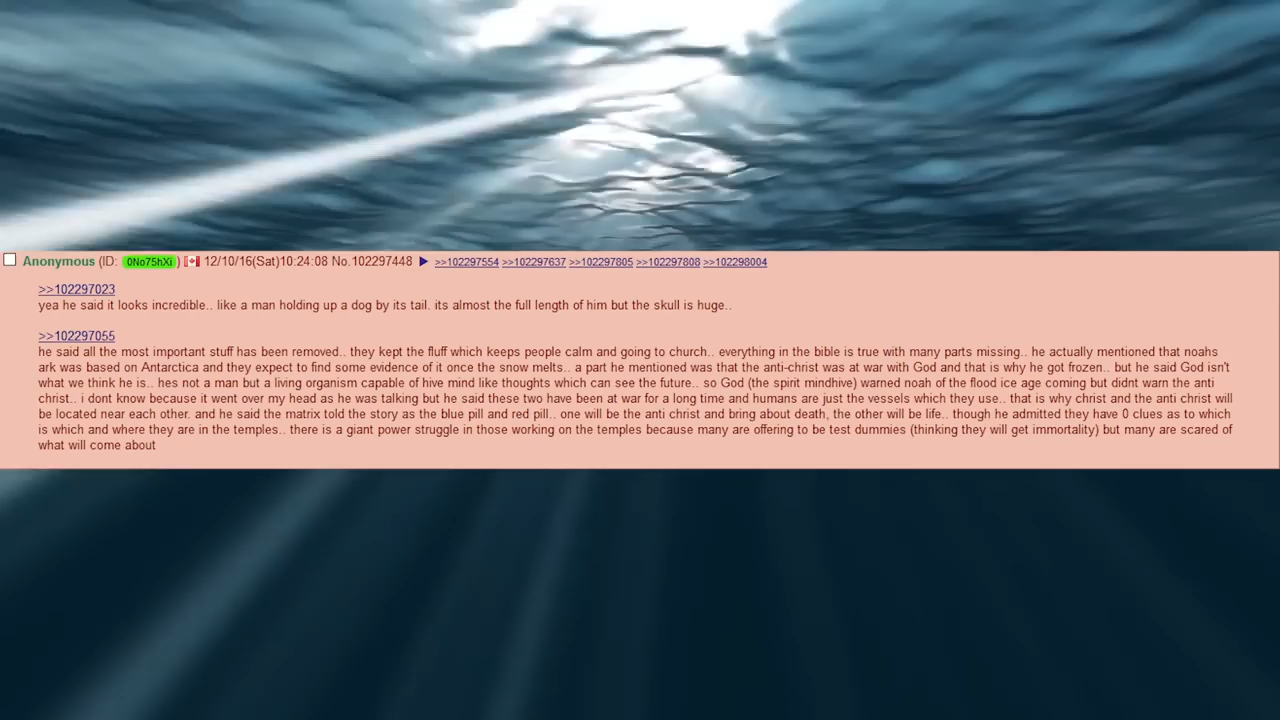 Anonymous (ID: 0No75hXi) 12/10/16(Sat)10:24:08 No.102297448 ▶ >>102297554 >>102297637 >>102297805 >>102297808 >>102298004
>>102297023
yea he said it looks incredible.. like a man holding up a dog by its tail. its almost the full length of him but the skull is huge..
>>102297055
he said all the most important stuff has been removed.. they kept the fluff which keeps people calm and going to church.. everything in the bible is true with many parts missing.. he actually mentioned that noahs
ark was based on Antarctica and they expect to find some evidence of it once the snow melts.. a part he mentioned was that the anti-christ was at war with God and that is why he got frozen.. but he said God isn't
what we think he is.. hes not a man but a living organism capable of hive mind like thoughts which can see the future.. so God (the spirit mindhive) warned noah of the flood ice age coming but didnt warn the anti
christ.. i dont know because it went over my head as he was talking but he said these two have been at war for a long time and humans are just the vessels which they use.. that is why christ and the anti christ will
be located near each other. and he said the matrix told the story as the blue pill and red pill.. one will be the anti christ and bring about death, the other will be life.. though he admitted they have 0 clues as to which
is which and where they are in the temples.. there is a giant power struggle in those working on the temples because many are offering to be test dummies (thinking they will get immortality) but many are scared of
what will come about